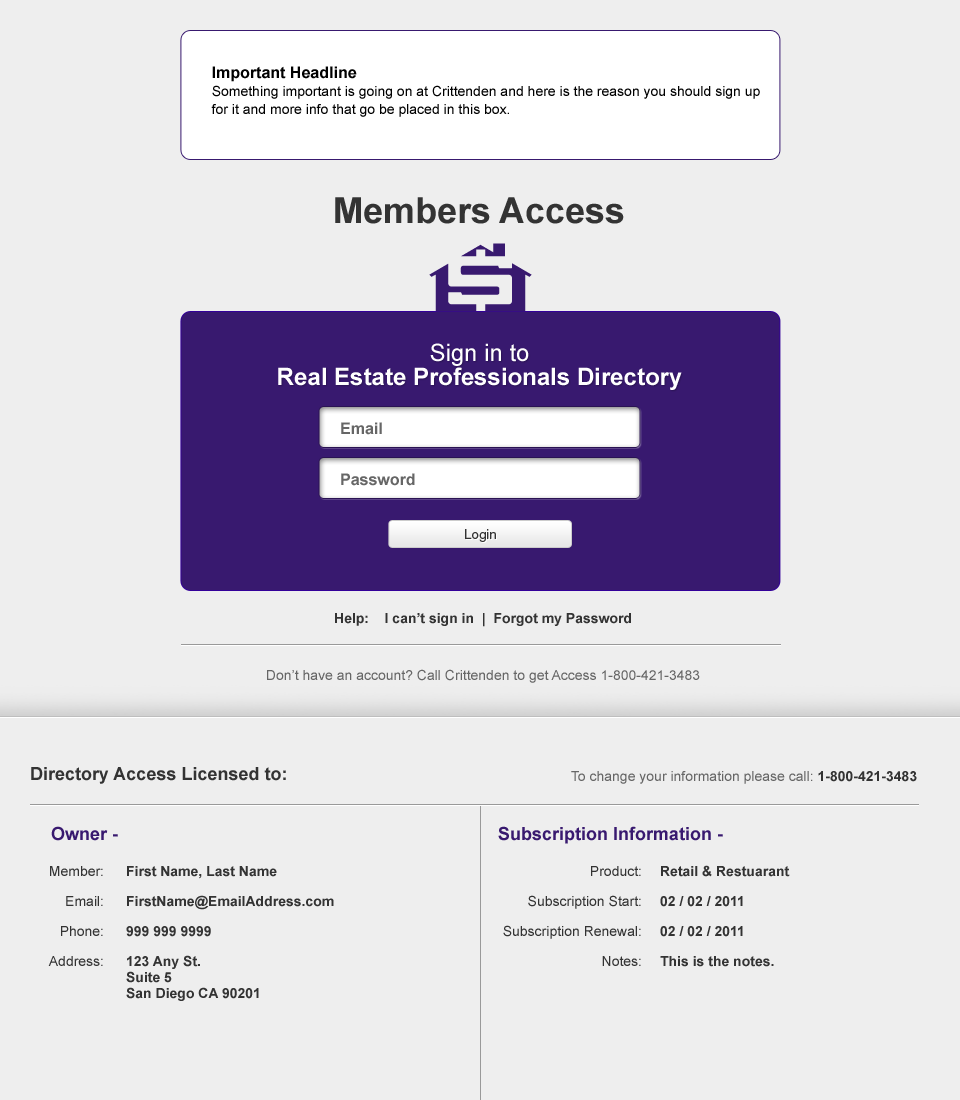 Important Headline
Something important is going on at Crittenden and here is the reason you should sign up
for it and more info that go be placed in this box.
Members Access
Sign in to
Real Estate Professionals Directory
Email
Password
Login
Help: I can’t sign in | Forgot my Password
Don’t have an account? Call Crittenden to get Access 1-800-421-3483
Directory Access Licensed to:
To change your information please call: 1-800-421-3483
Owner -
Member: First Name, Last Name
Email: FirstName@EmailAddress.com
Phone: 999 999 9999
Address: 123 Any St.
Suite 5
San Diego CA 90201
Subscription Information -
Product: Retail & Restuarant
Subscription Start: 02 / 02 / 2011
Subscription Renewal: 02 / 02 / 2011
Notes: This is the notes.